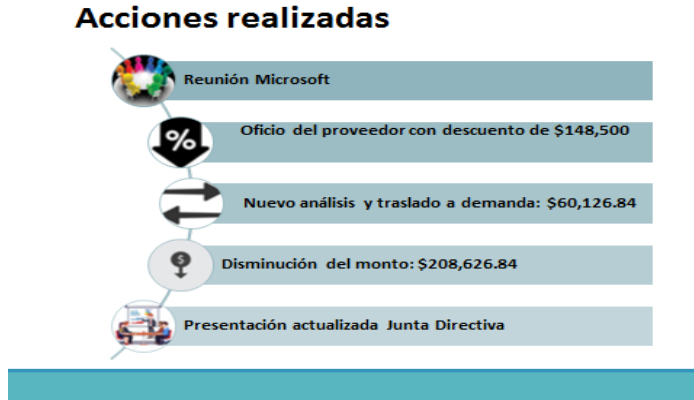 Acciones realizadas
Reunión Microsoft
%
Oficio del proveedor con descuento de $148,500
Nuevo análisis y traslado a demanda: $60,126.84
$
Disminución del monto: $208,626.84
Presentación actualizada Junta Directiva